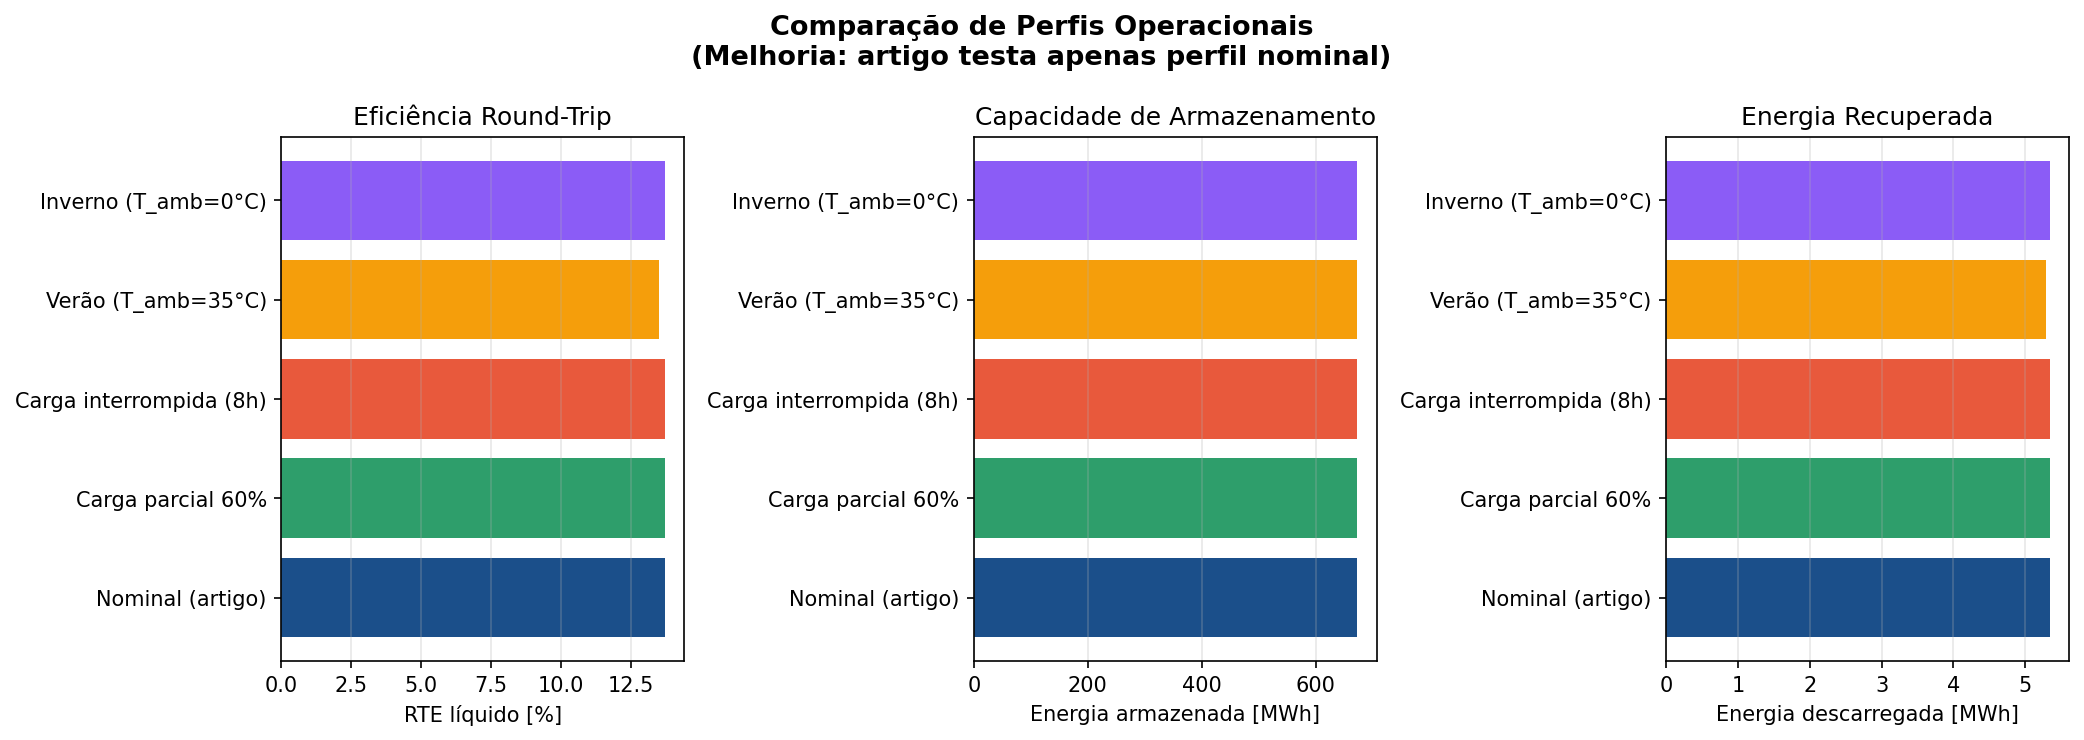 Comparação de Perfis Operacionais
(Melhoria: artigo testa apenas perfil nominal)
Eficiência Round-Trip
Inverno (T_amb=0°C)
Verão (T_amb=35°C)
Carga interrompida (8h)
Carga parcial 60%
Nominal (artigo)
0.0 2.5 5.0 7.5 10.0 12.5
RTE líquido [%]
Capacidade de Armazenamento
Inverno (T_amb=0°C)
Verão (T_amb=35°C)
Carga interrompida (8h)
Carga parcial 60%
Nominal (artigo)
0 200 400 600
Energia armazenada [MWh]
Energia Recuperada
Inverno (T_amb=0°C)
Verão (T_amb=35°C)
Carga interrompida (8h)
Carga parcial 60%
Nominal (artigo)
0 1 2 3 4 5
Energia descarregada [MWh]